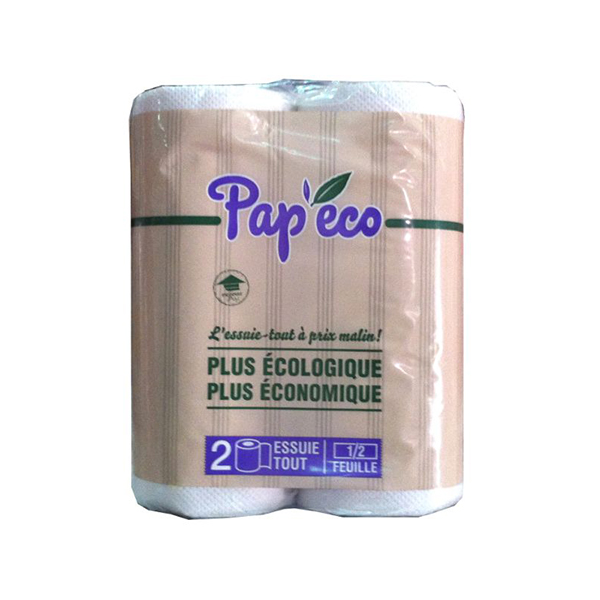 Pap'eco
L'essuie-tout à prix malin!
PLUS ÉCOLOGIQUE
PLUS ÉCONOMIQUE
2 ESSUIE TOUT 1/2 FEUILLE